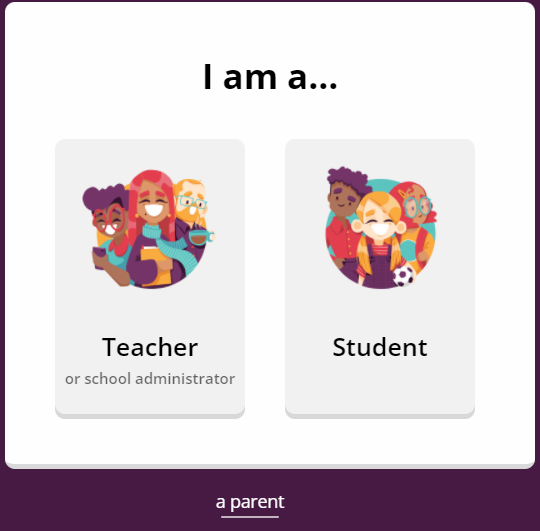 I am a...
Teacher
or school administrator
Student
a parent